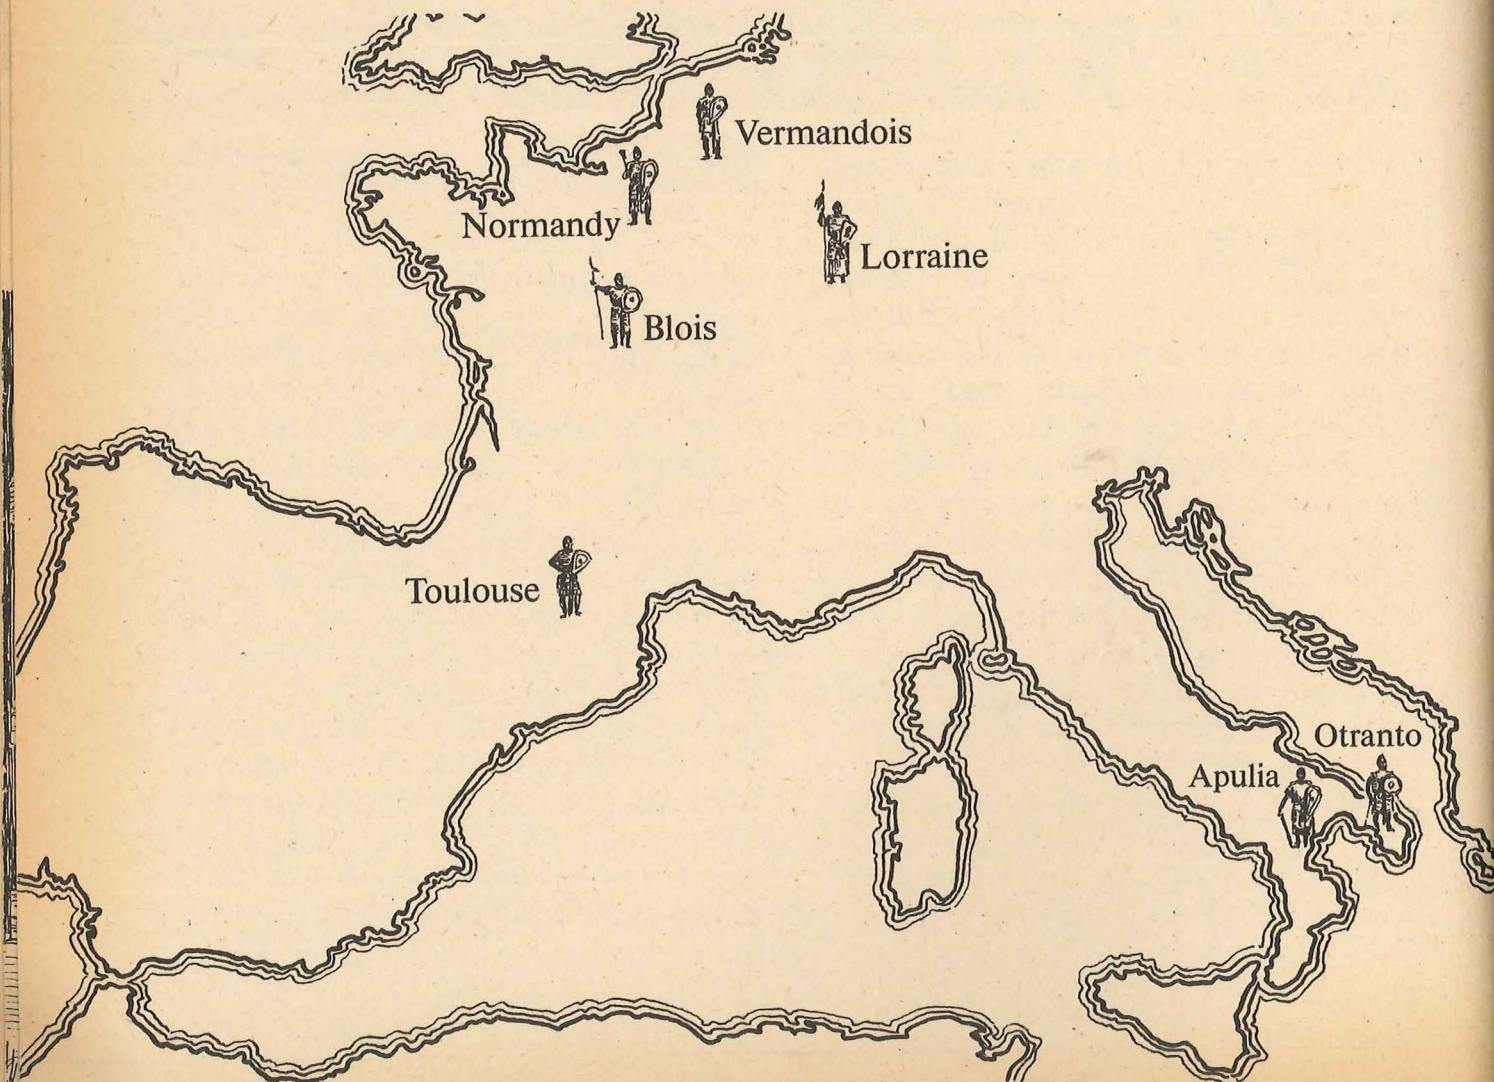 Vermandois
Normandy
Lorraine
Blois
Toulouse
Otranto
Apulia